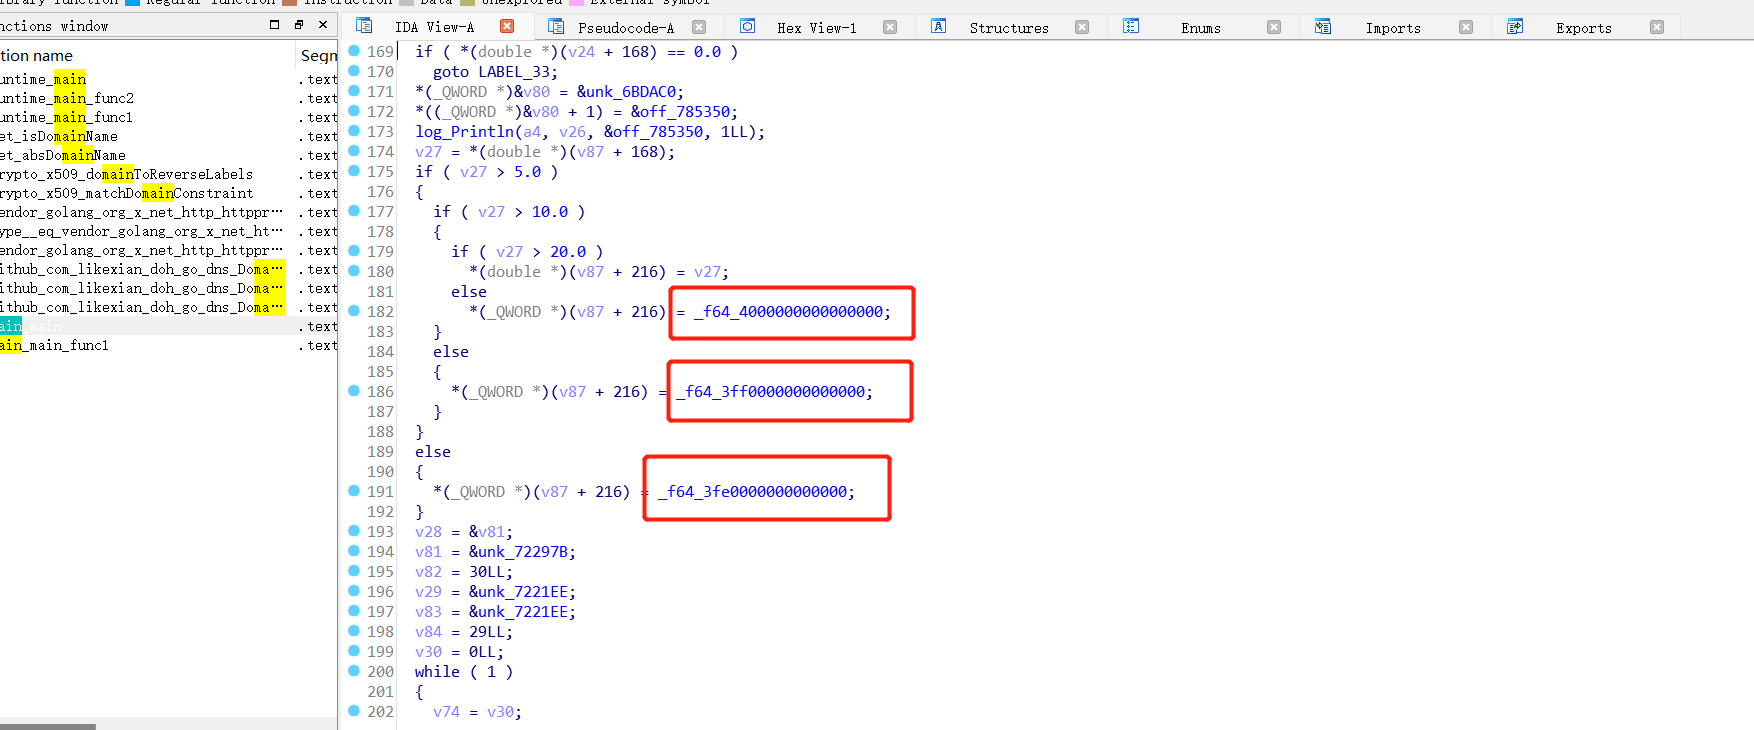 Regular function Instruction Data Unexplored External symbol
nctions window
IDA View-A Pseudocode-A Hex View-1 Structures Enums Imports Exports
tion name Segn
untime_main .text
untime_main_func2 .text
untime_main_func1 .text
et_isDomainName .text
et_absDomainName .text
rypto_x509_domainToReverseLabels .text
rypto_x509_matchDomainConstraint .text
endor_golang_org_x_net_http_httppr… .text
ype__eq_vendor_golang_org_x_net_ht… .text
endor_golang_org_x_net_http_httppr… .text
ithub_com_likexian_doh_go_dns_Doma… .text
ithub_com_likexian_doh_go_dns_Doma… .text
ithub_com_likexian_doh_go_dns_Doma… .text
ain_main .text
ain_main_func1 .text
169 if ( *(double *)(v24 + 168) == 0.0 )
170 goto LABEL_33;
171 *(_QWORD *)&v80 = &unk_6BDAC0;
172 *((_QWORD *)&v80 + 1) = &off_785350;
173 log_Println(a4, v26, &off_785350, 1LL);
174 v27 = *(double *)(v87 + 168);
175 if ( v27 > 5.0 )
176 {
177 if ( v27 > 10.0 )
178 {
179 if ( v27 > 20.0 )
180 *(double *)(v87 + 216) = v27;
181 else
182 *(_QWORD *)(v87 + 216) = _f64_4000000000000000;
183 }
184 else
185 {
186 *(_QWORD *)(v87 + 216) = _f64_3ff0000000000000;
187 }
188 }
189 else
190 {
191 *(_QWORD *)(v87 + 216) = _f64_3fe0000000000000;
192 }
193 v28 = &v81;
194 v81 = &unk_72297B;
195 v82 = 30LL;
196 v29 = &unk_7221EE;
197 v83 = &unk_7221EE;
198 v84 = 29LL;
199 v30 = 0LL;
200 while ( 1 )
201 {
202 v74 = v30;